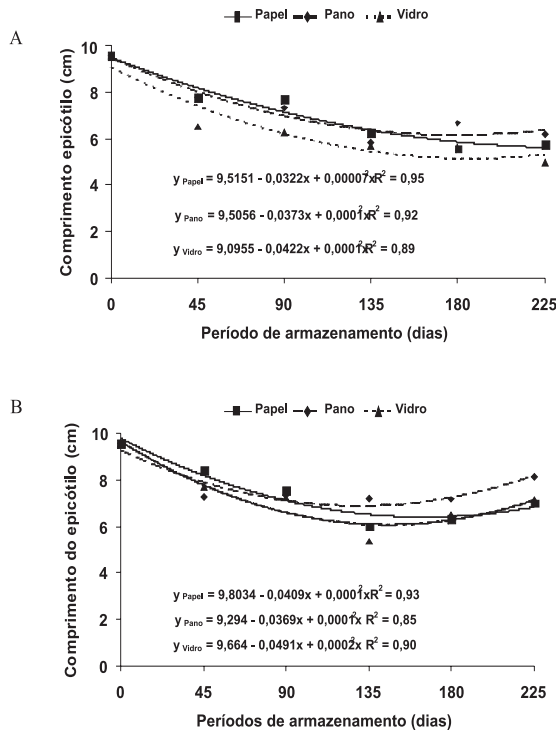 A
Papel Pano Vidro
Comprimento epicótilo (cm)
10
8
6
4
2
0
y Papel = 9,5151 - 0,0322x + 0,00007x² R² = 0,95
y Pano = 9,5056 - 0,0373x + 0,0001x² R² = 0,92
y Vidro = 9,0955 - 0,0422x + 0,0001x² R² = 0,89
0 45 90 135 180 225
Período de armazenamento (dias)
B
Papel Pano Vidro
Comprimento do epicótilo (cm)
10
8
6
4
2
0
y Papel = 9,8034 - 0,0409x + 0,0001x² R² = 0,93
y Pano = 9,294 - 0,0369x + 0,0001x² R² = 0,85
y Vidro = 9,664 - 0,0491x + 0,0002x² R² = 0,90
0 45 90 135 180 225
Períodos de armazenamento (dias)